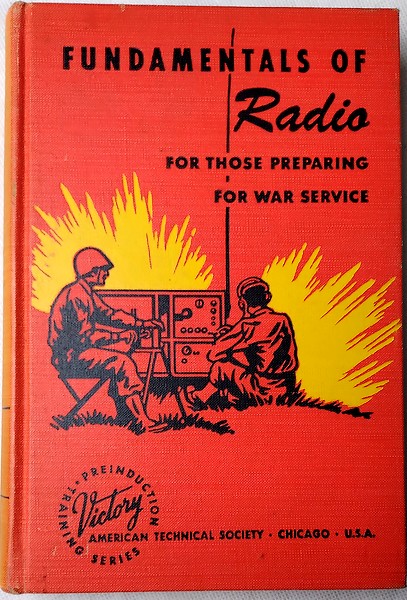 FUNDAMENTALS OF
Radio
FOR THOSE PREPARING
FOR WAR SERVICE
PREINDUCTION
TRAINING SERIES
Victory
AMERICAN TECHNICAL SOCIETY · CHICAGO · U.S.A.